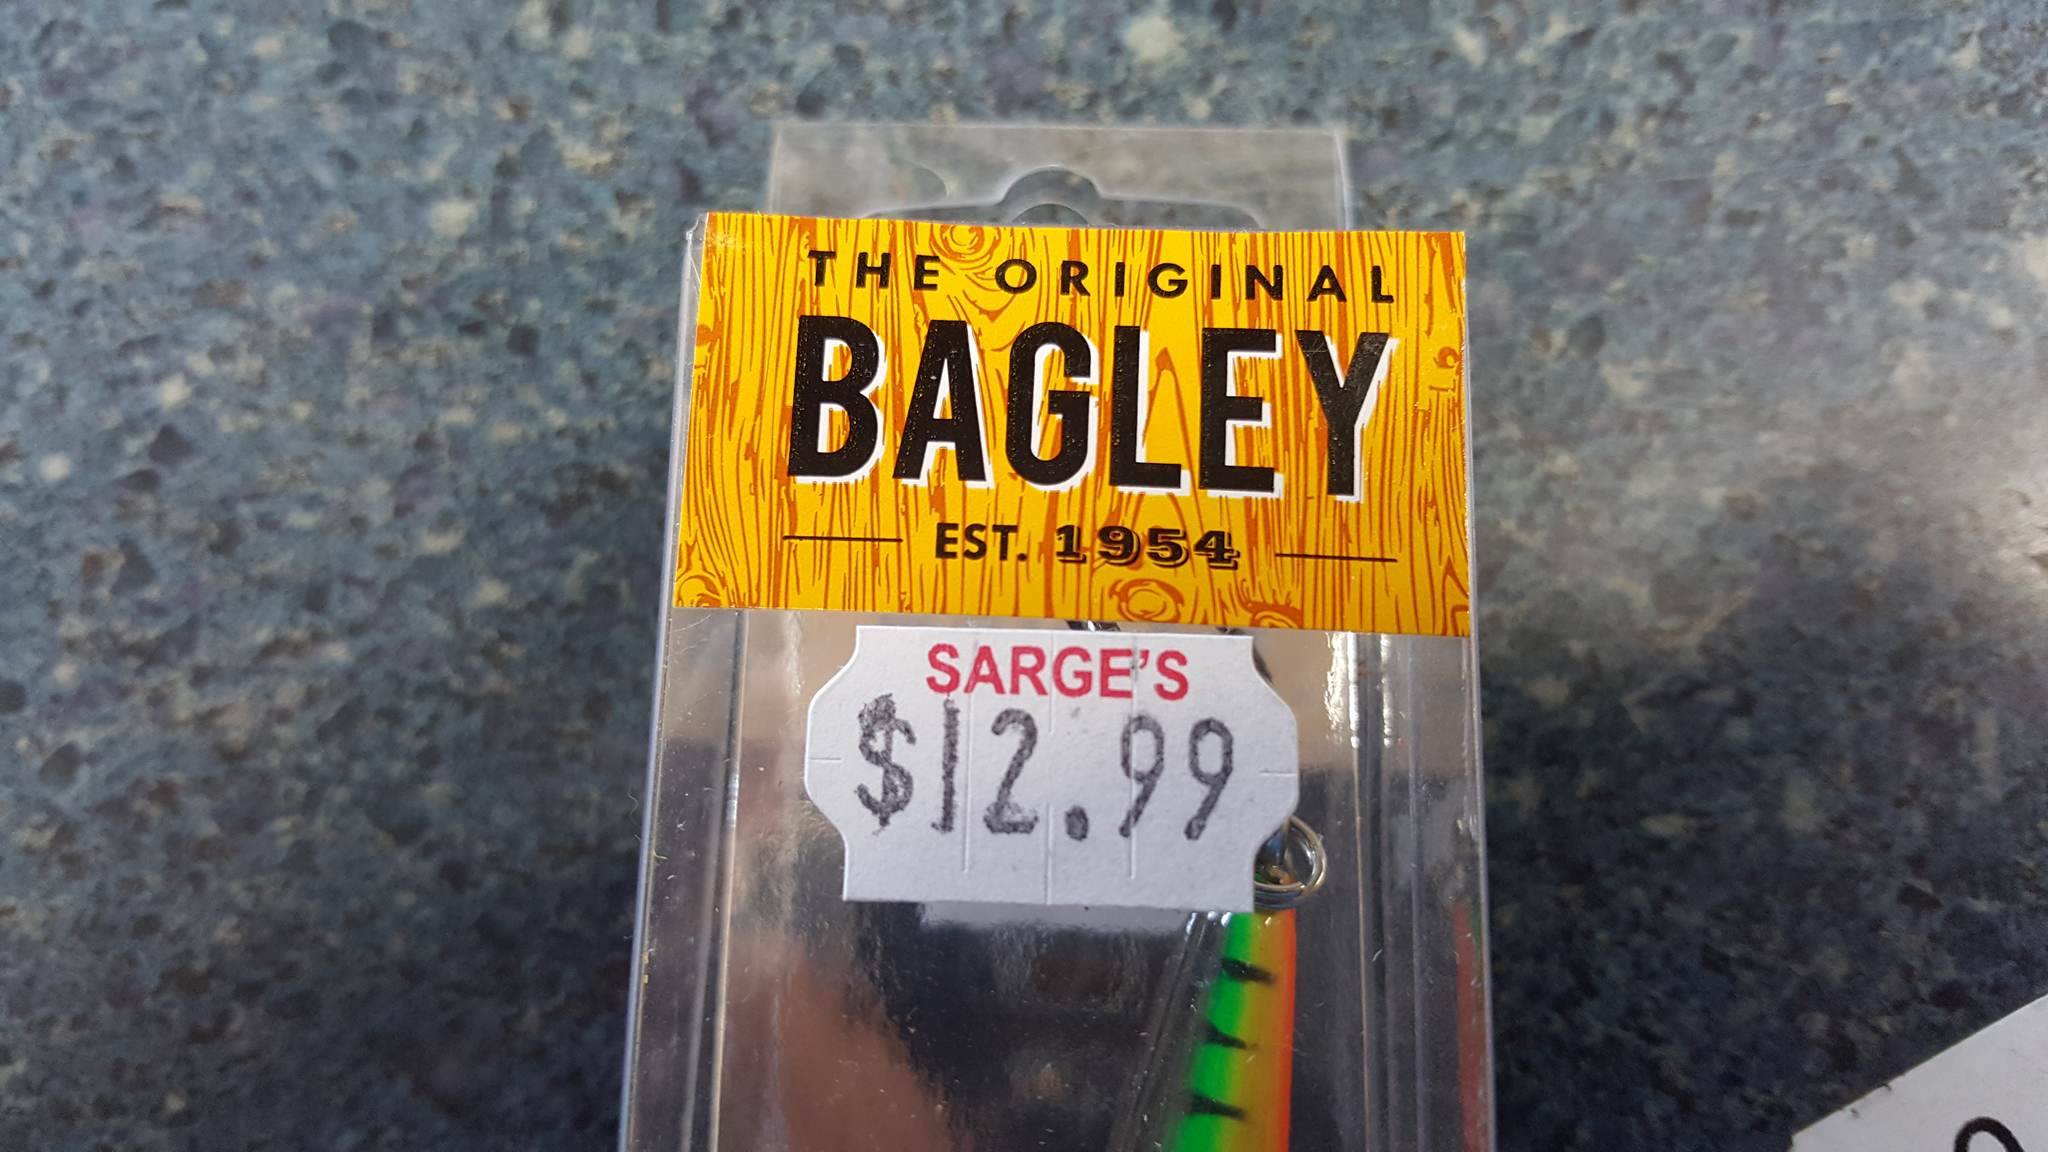 THE ORIGINAL
BAGLEY
EST. 1954
SARGE'S
$12.99